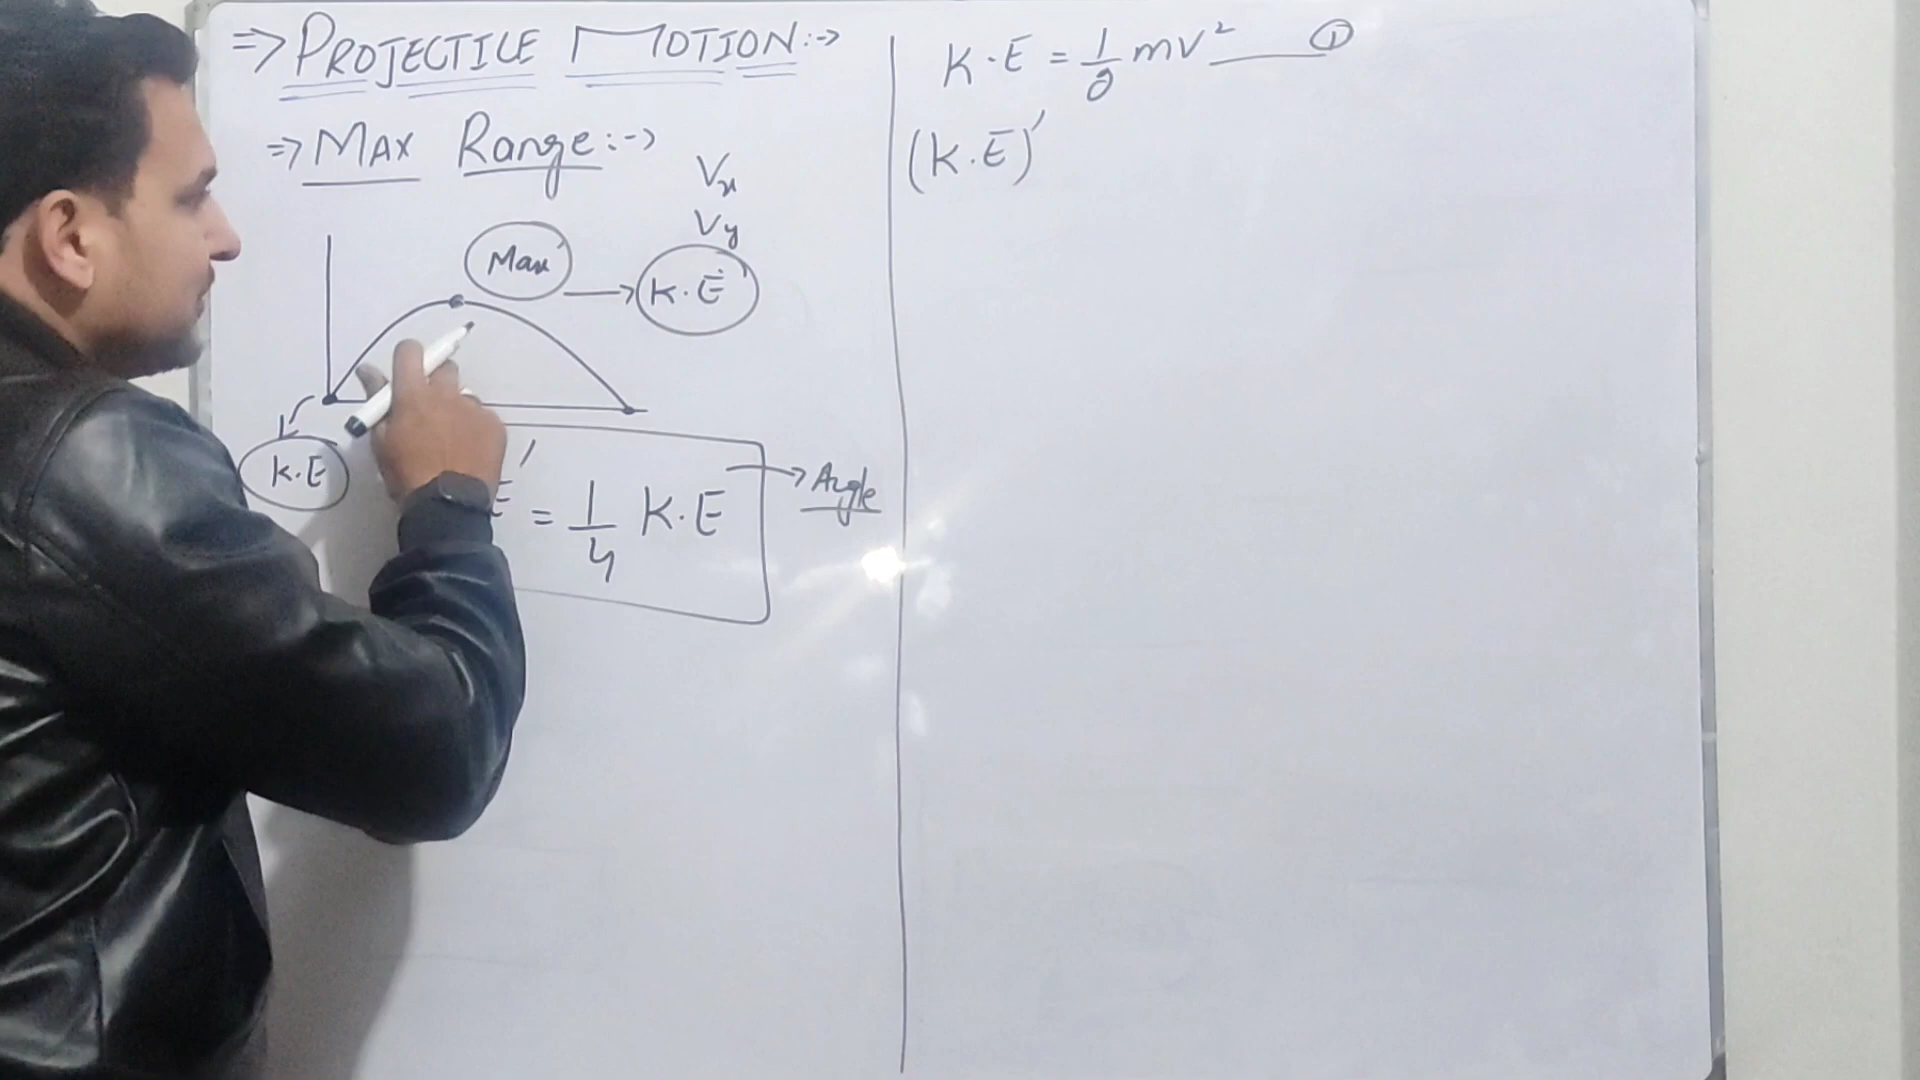 => PROJECTILE MOTION:->
=> MAX Range:->
Vx
Vy
Max
K.E'
K.E
E' = 1/4 K.E
Angle
K.E = 1/2 mv² ①
(K.E)'